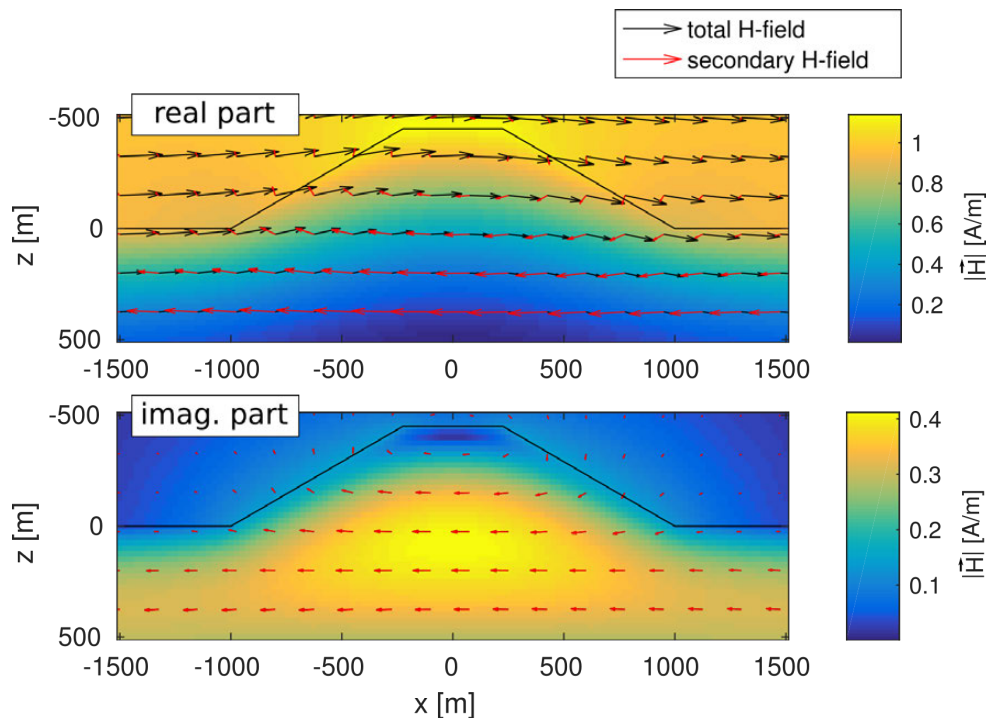 total H-field
secondary H-field
real part
-500
0
500
z [m]
-1500 -1000 -500 0 500 1000 1500
1
0.8
0.6
0.4
0.2
|H⃗| [A/m]
imag. part
-500
0
500
z [m]
-1500 -1000 -500 0 500 1000 1500
x [m]
0.4
0.3
0.2
0.1
|H⃗| [A/m]